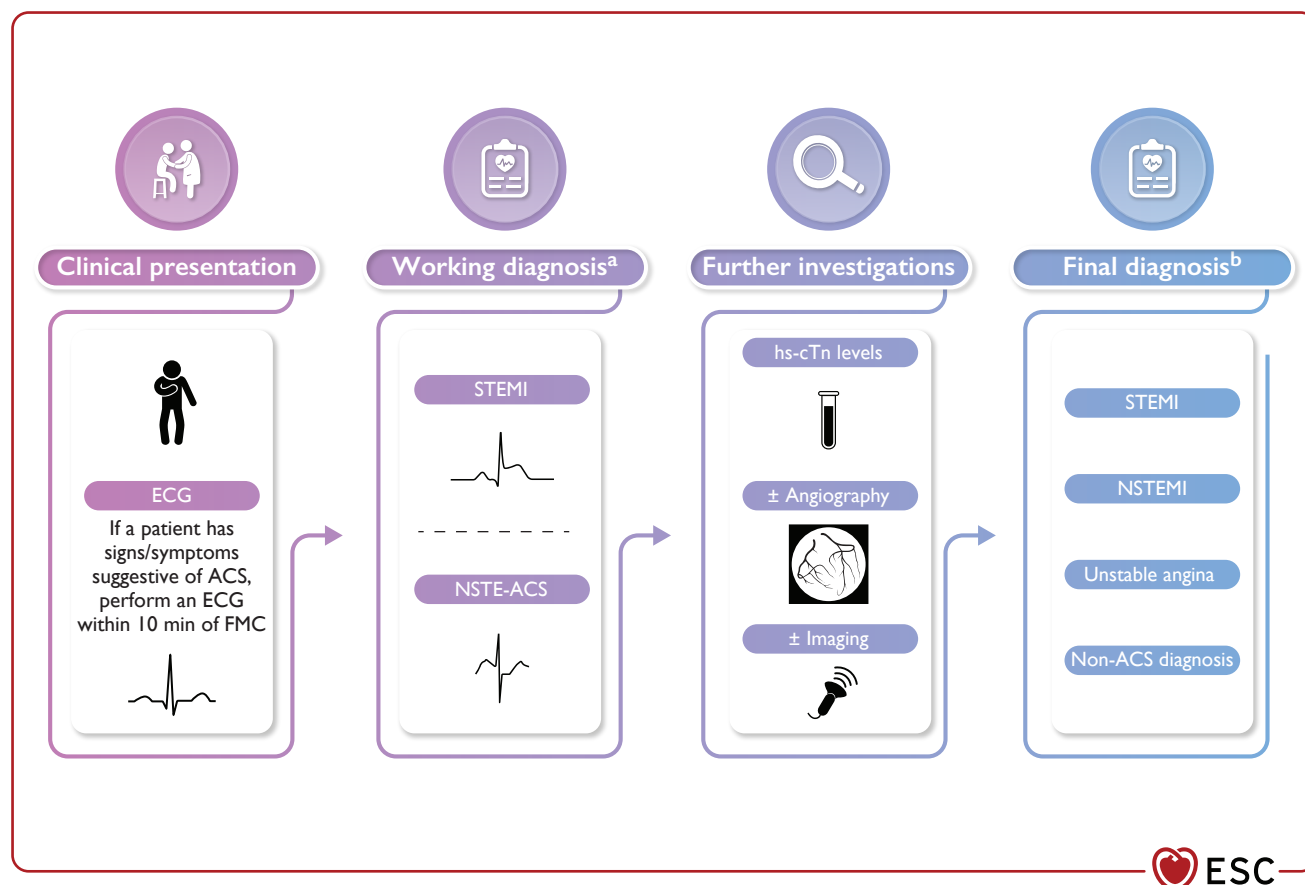 Clinical presentation
ECG
If a patient has
signs/symptoms
suggestive of ACS,
perform an ECG
within 10 min of FMC
Working diagnosisᵃ
STEMI
NSTE-ACS
Further investigations
hs-cTn levels
± Angiography
± Imaging
Final diagnosisᵇ
STEMI
NSTEMI
Unstable angina
Non-ACS diagnosis
ESC